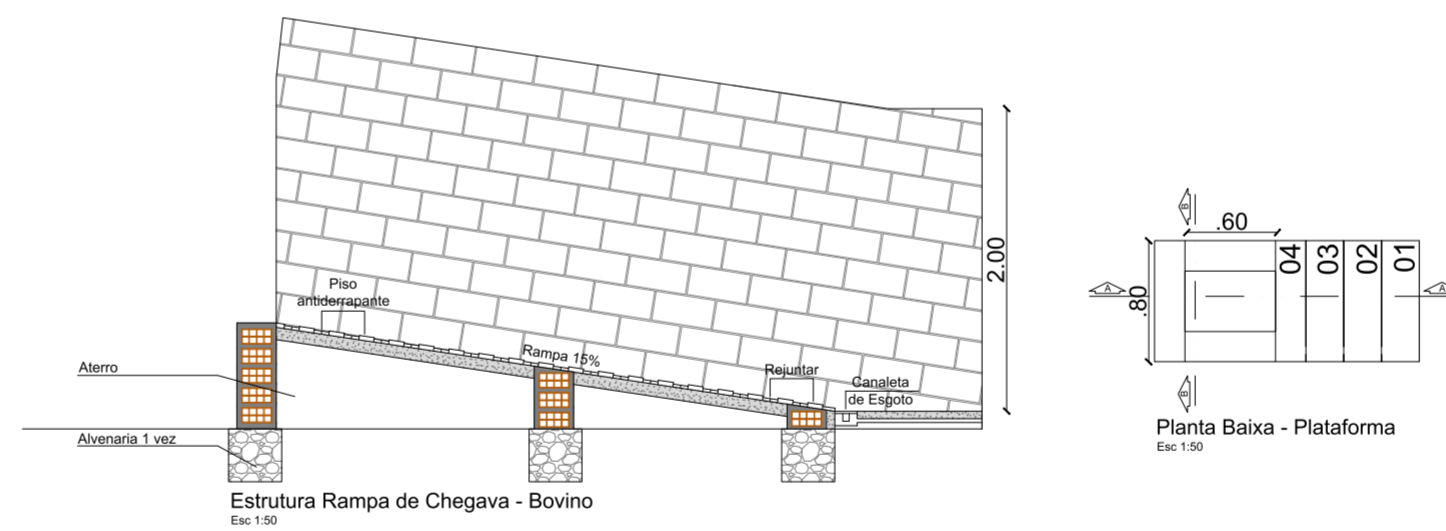 Piso
antiderrapante
Rampa 15%
Rejuntar
Canaleta
de Esgoto
Aterro
Alvenaria 1 vez
2.00
Estrutura Rampa de Chegava - Bovino
Esc 1:50
B
.60
04
03
02
01
A
A
.80
B
Planta Baixa - Plataforma
Esc 1:50